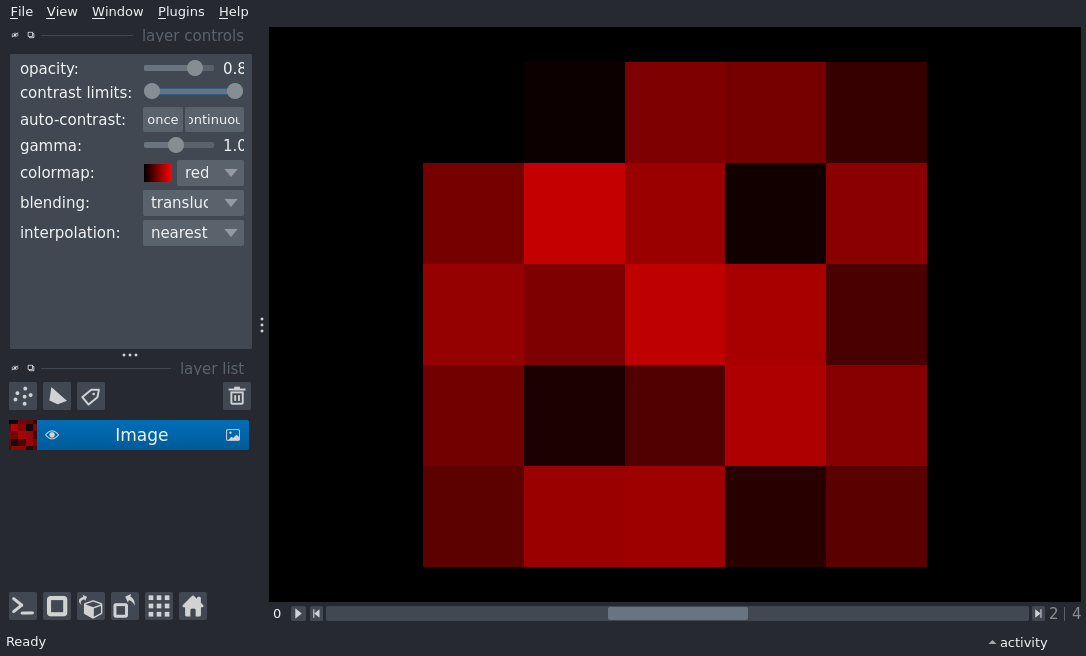 File View Window Plugins Help
layer controls
opacity: 0.8
contrast limits:
auto-contrast: once ontinuou
gamma: 1.0
colormap: red
blending: transluc
interpolation: nearest
layer list
Image
0 2 | 4
Ready activity